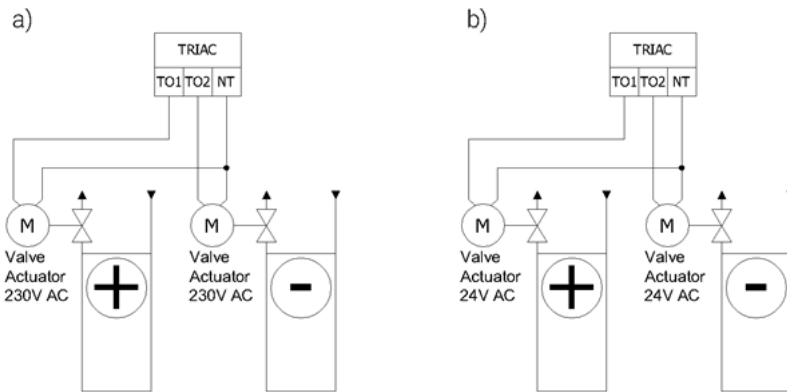 a)
TRIAC
TO1 TO2 NT
M
M
Valve
Actuator
230V AC
+
Valve
Actuator
230V AC
-
b)
TRIAC
TO1 TO2 NT
M
M
Valve
Actuator
24V AC
+
Valve
Actuator
24V AC
-